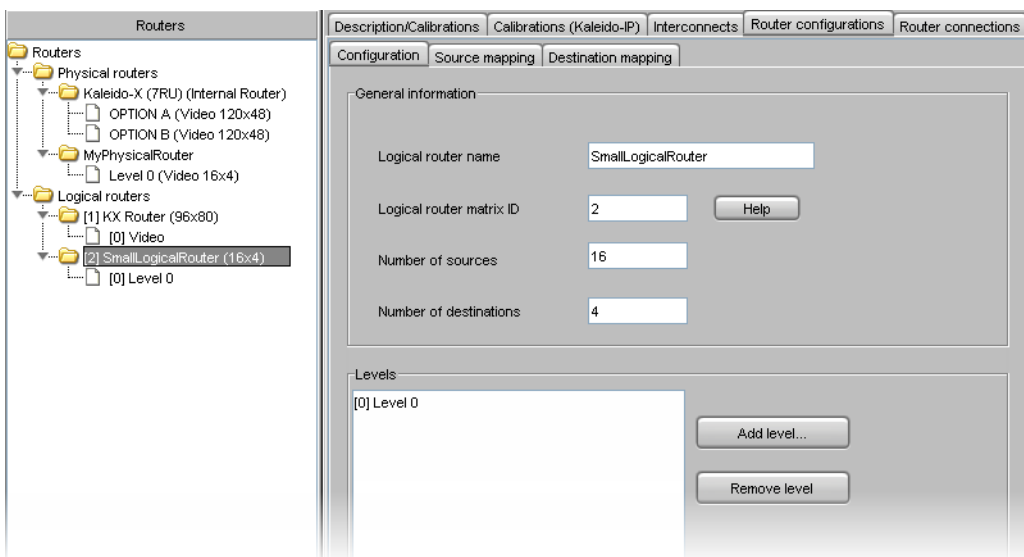 Routers
Routers
Physical routers
Kaleido-X (7RU) (Internal Router)
OPTION A (Video 120x48)
OPTION B (Video 120x48)
MyPhysicalRouter
Level 0 (Video 16x4)
Logical routers
[1] KX Router (96x80)
[0] Video
[2] SmallLogicalRouter (16x4)
[0] Level 0
Description/Calibrations Calibrations (Kaleido-IP) Interconnects Router configurations Router connections
Configuration Source mapping Destination mapping
General information
Logical router name SmallLogicalRouter
Logical router matrix ID 2 Help
Number of sources 16
Number of destinations 4
Levels
[0] Level 0
Add level...
Remove level